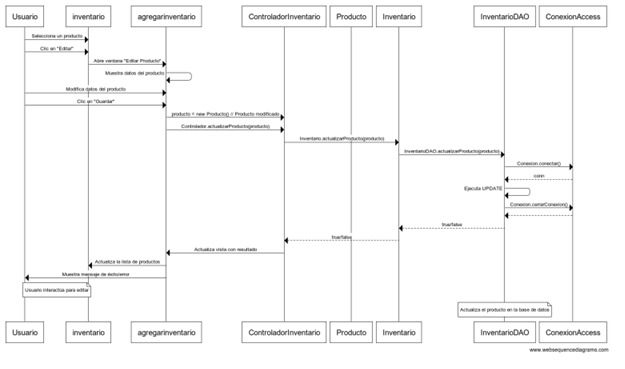 Usuario inventario agregarinventario ControladorInventario Producto Inventario InventarioDAO ConexionAccess
Selecciona un producto
Clic en "Editar"
Abre ventana "Editar Producto"
Muestra datos del producto
Modifica datos del producto
Clic en "Guardar"
producto = new Producto() // Producto modificado
Controlador.actualizarProducto(producto)
Inventario.actualizarProducto(producto)
InventarioDAO.actualizarProducto(producto)
Conexion.conectar()
conn
Ejecuta UPDATE
Conexion.cerrarConexion()
true/false
true/false
Actualiza vista con resultado
Actualiza la lista de productos
Muestra mensaje de éxito/error
Usuario interactúa para editar
Actualiza el producto en la base de datos
Usuario inventario agregarinventario ControladorInventario Producto Inventario InventarioDAO ConexionAccess
www.websequencediagrams.com